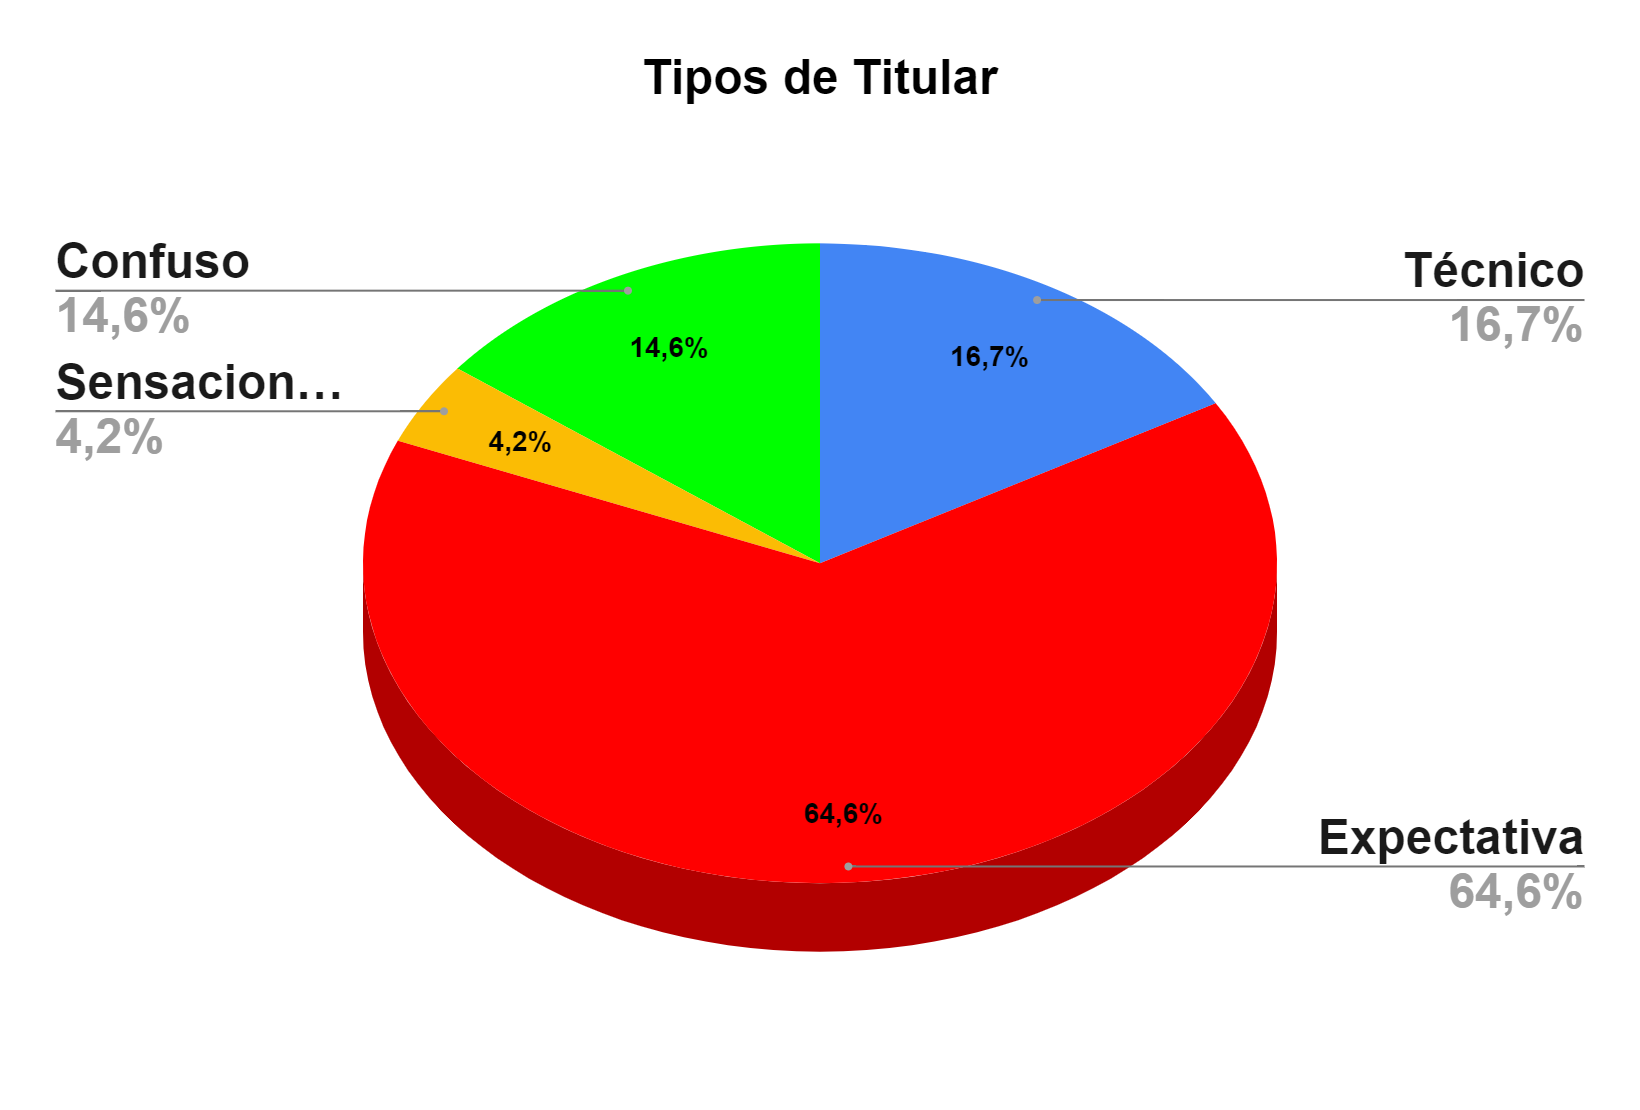 Tipos de Titular
Confuso
14,6%
Sensacion…
4,2%
Técnico
16,7%
Expectativa
64,6%
14,6%
16,7%
4,2%
64,6%